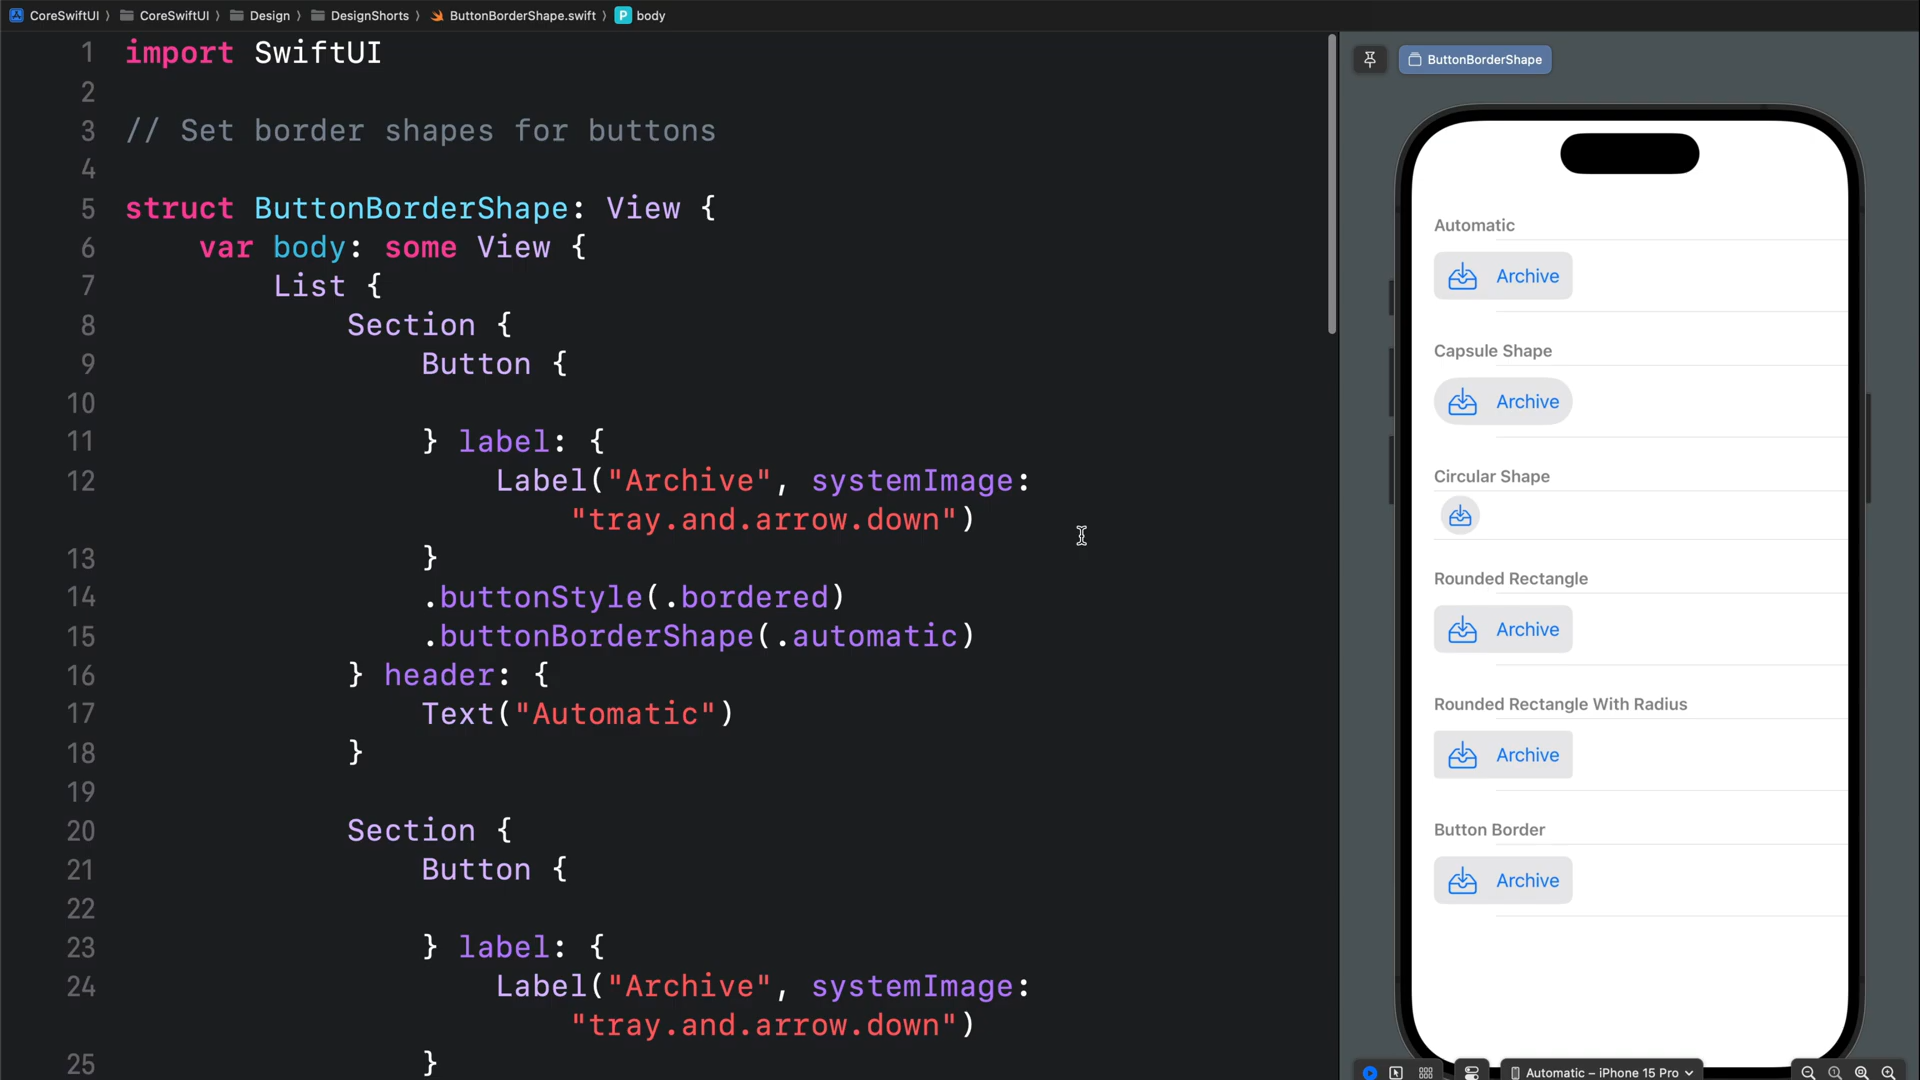 CoreSwiftUI 〉 CoreSwiftUI 〉 Design 〉 DesignShorts 〉 ButtonBorderShape.swift 〉 P body
1 import SwiftUI
2
3 // Set border shapes for buttons
4
5 struct ButtonBorderShape: View {
6 var body: some View {
7 List {
8 Section {
9 Button {
10
11 } label: {
12 Label("Archive", systemImage:
"tray.and.arrow.down")
13 }
14 .buttonStyle(.bordered)
15 .buttonBorderShape(.automatic)
16 } header: {
17 Text("Automatic")
18 }
19
20 Section {
21 Button {
22
23 } label: {
24 Label("Archive", systemImage:
"tray.and.arrow.down")
25 }
ButtonBorderShape
Automatic
Archive
Capsule Shape
Archive
Circular Shape
Rounded Rectangle
Archive
Rounded Rectangle With Radius
Archive
Button Border
Archive
Automatic – iPhone 15 Pro